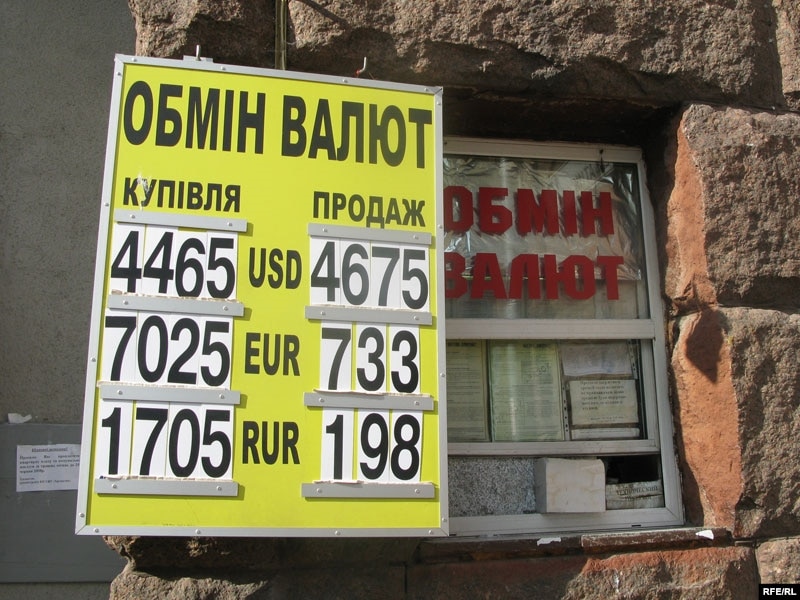 ОБМІН ВАЛЮТ
КУПІВЛЯ ПРОДАЖ
4465 USD 4675
7025 EUR 733
1705 RUR 198
ОБМІН
ВАЛЮТ
RFE/RL